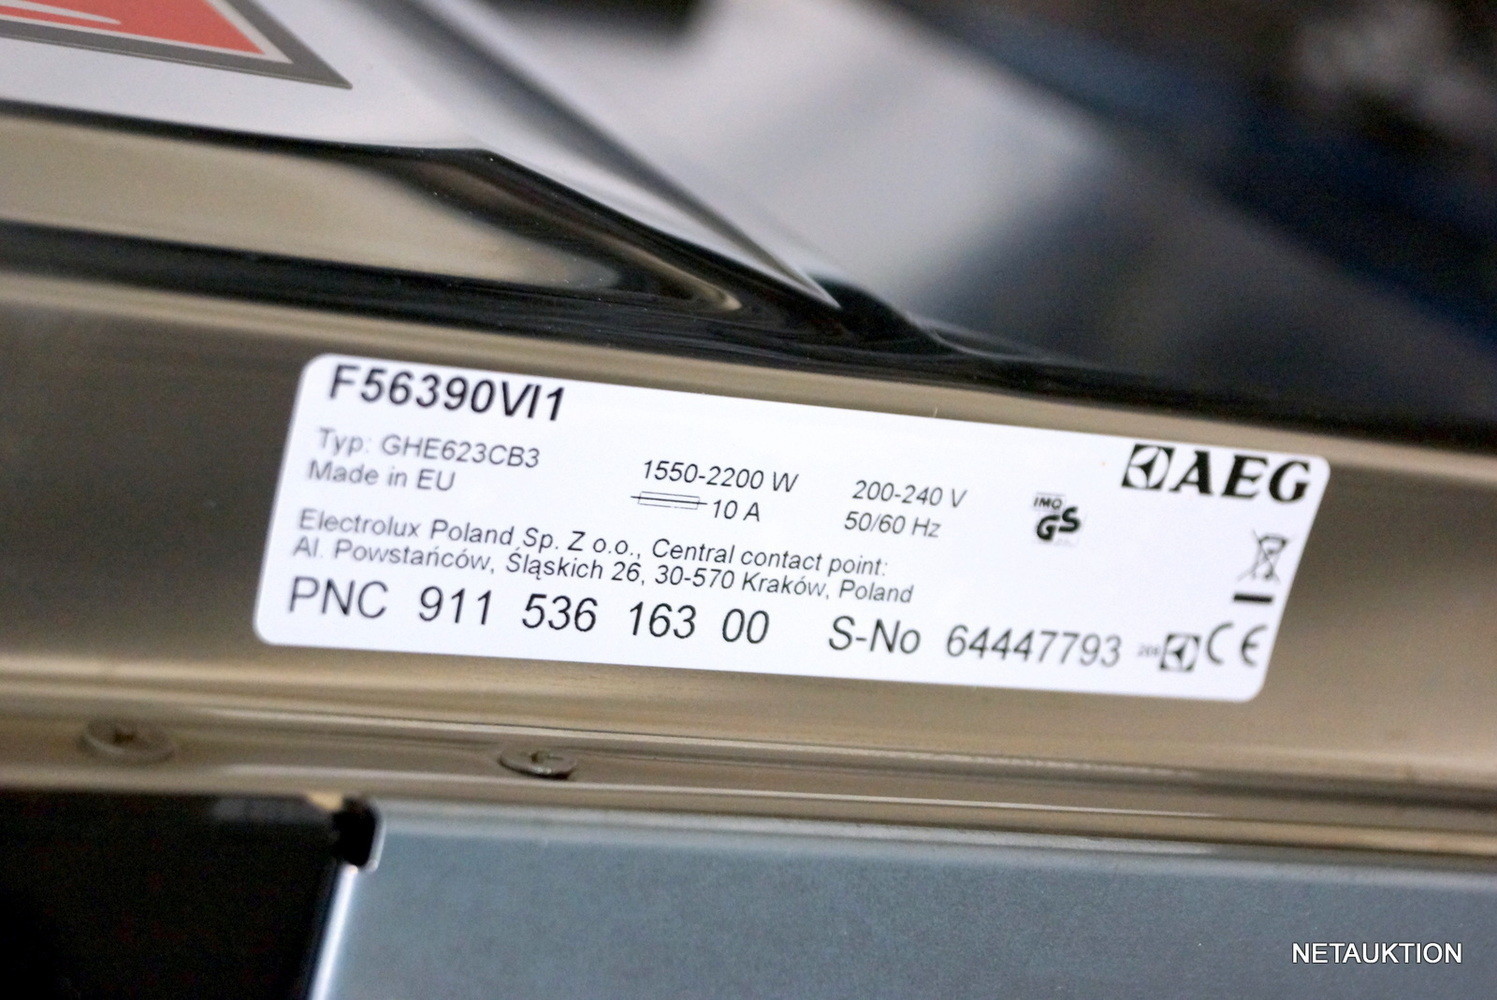 F56390VI1
Typ: GHE623CB3
Made in EU
1550-2200 W
10 A
200-240 V
50/60 Hz
IMQ
GS
AEG
Electrolux Poland Sp. Z o.o., Central contact point:
Al. Powstańców, Śląskich 26, 30-570 Kraków, Poland
PNC 911 536 163 00 S-No 64447793 CE
NETAUKTION